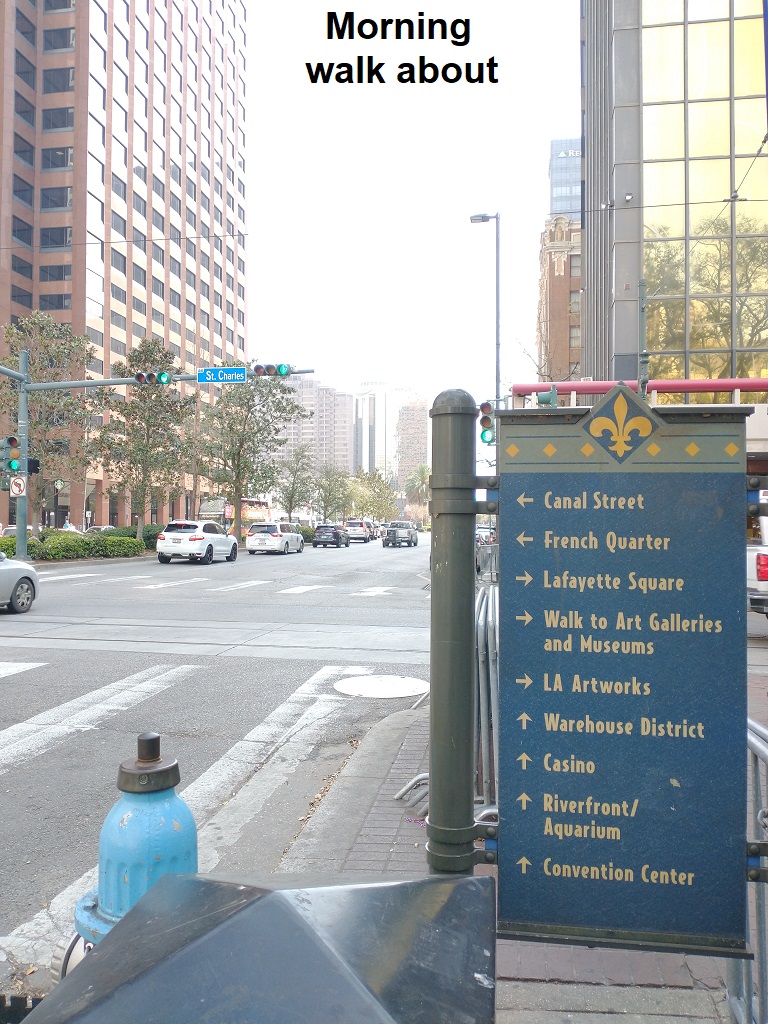 Morning
walk about
St. Charles
← Canal Street
← French Quarter
→ Lafayette Square
→ Walk to Art Galleries
and Museums
→ LA Artworks
↑ Warehouse District
↑ Casino
↑ Riverfront/
Aquarium
↑ Convention Center